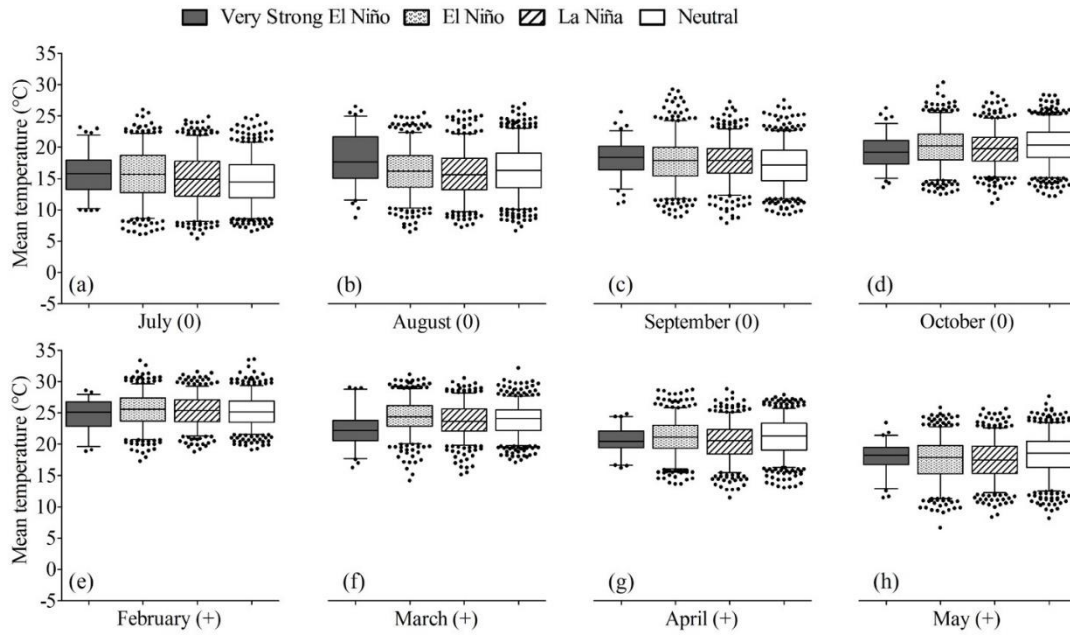 Very Strong El Niño El Niño La Niña Neutral
Mean temperature (°C)
35
30
25
20
15
10
5
0
-5
(a) (b) (c) (d)
July (0) August (0) September (0) October (0)
Mean temperature (°C)
35
30
25
20
15
10
5
0
-5
(e) (f) (g) (h)
February (+) March (+) April (+) May (+)